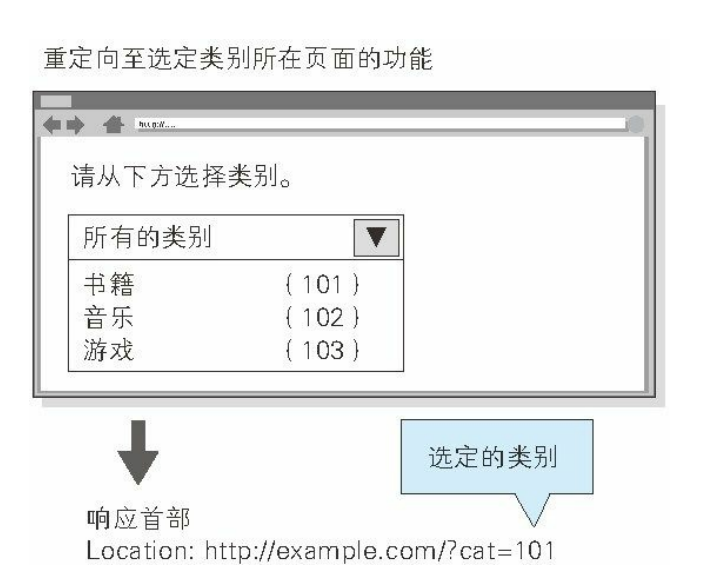 重定向至选定类别所在页面的功能
请从下方选择类别。
所有的类别 ▼
书籍 { 101 }
音乐 { 102 }
游戏 { 103 }
选定的类别
响应首部
Location: http://example.com/?cat=101